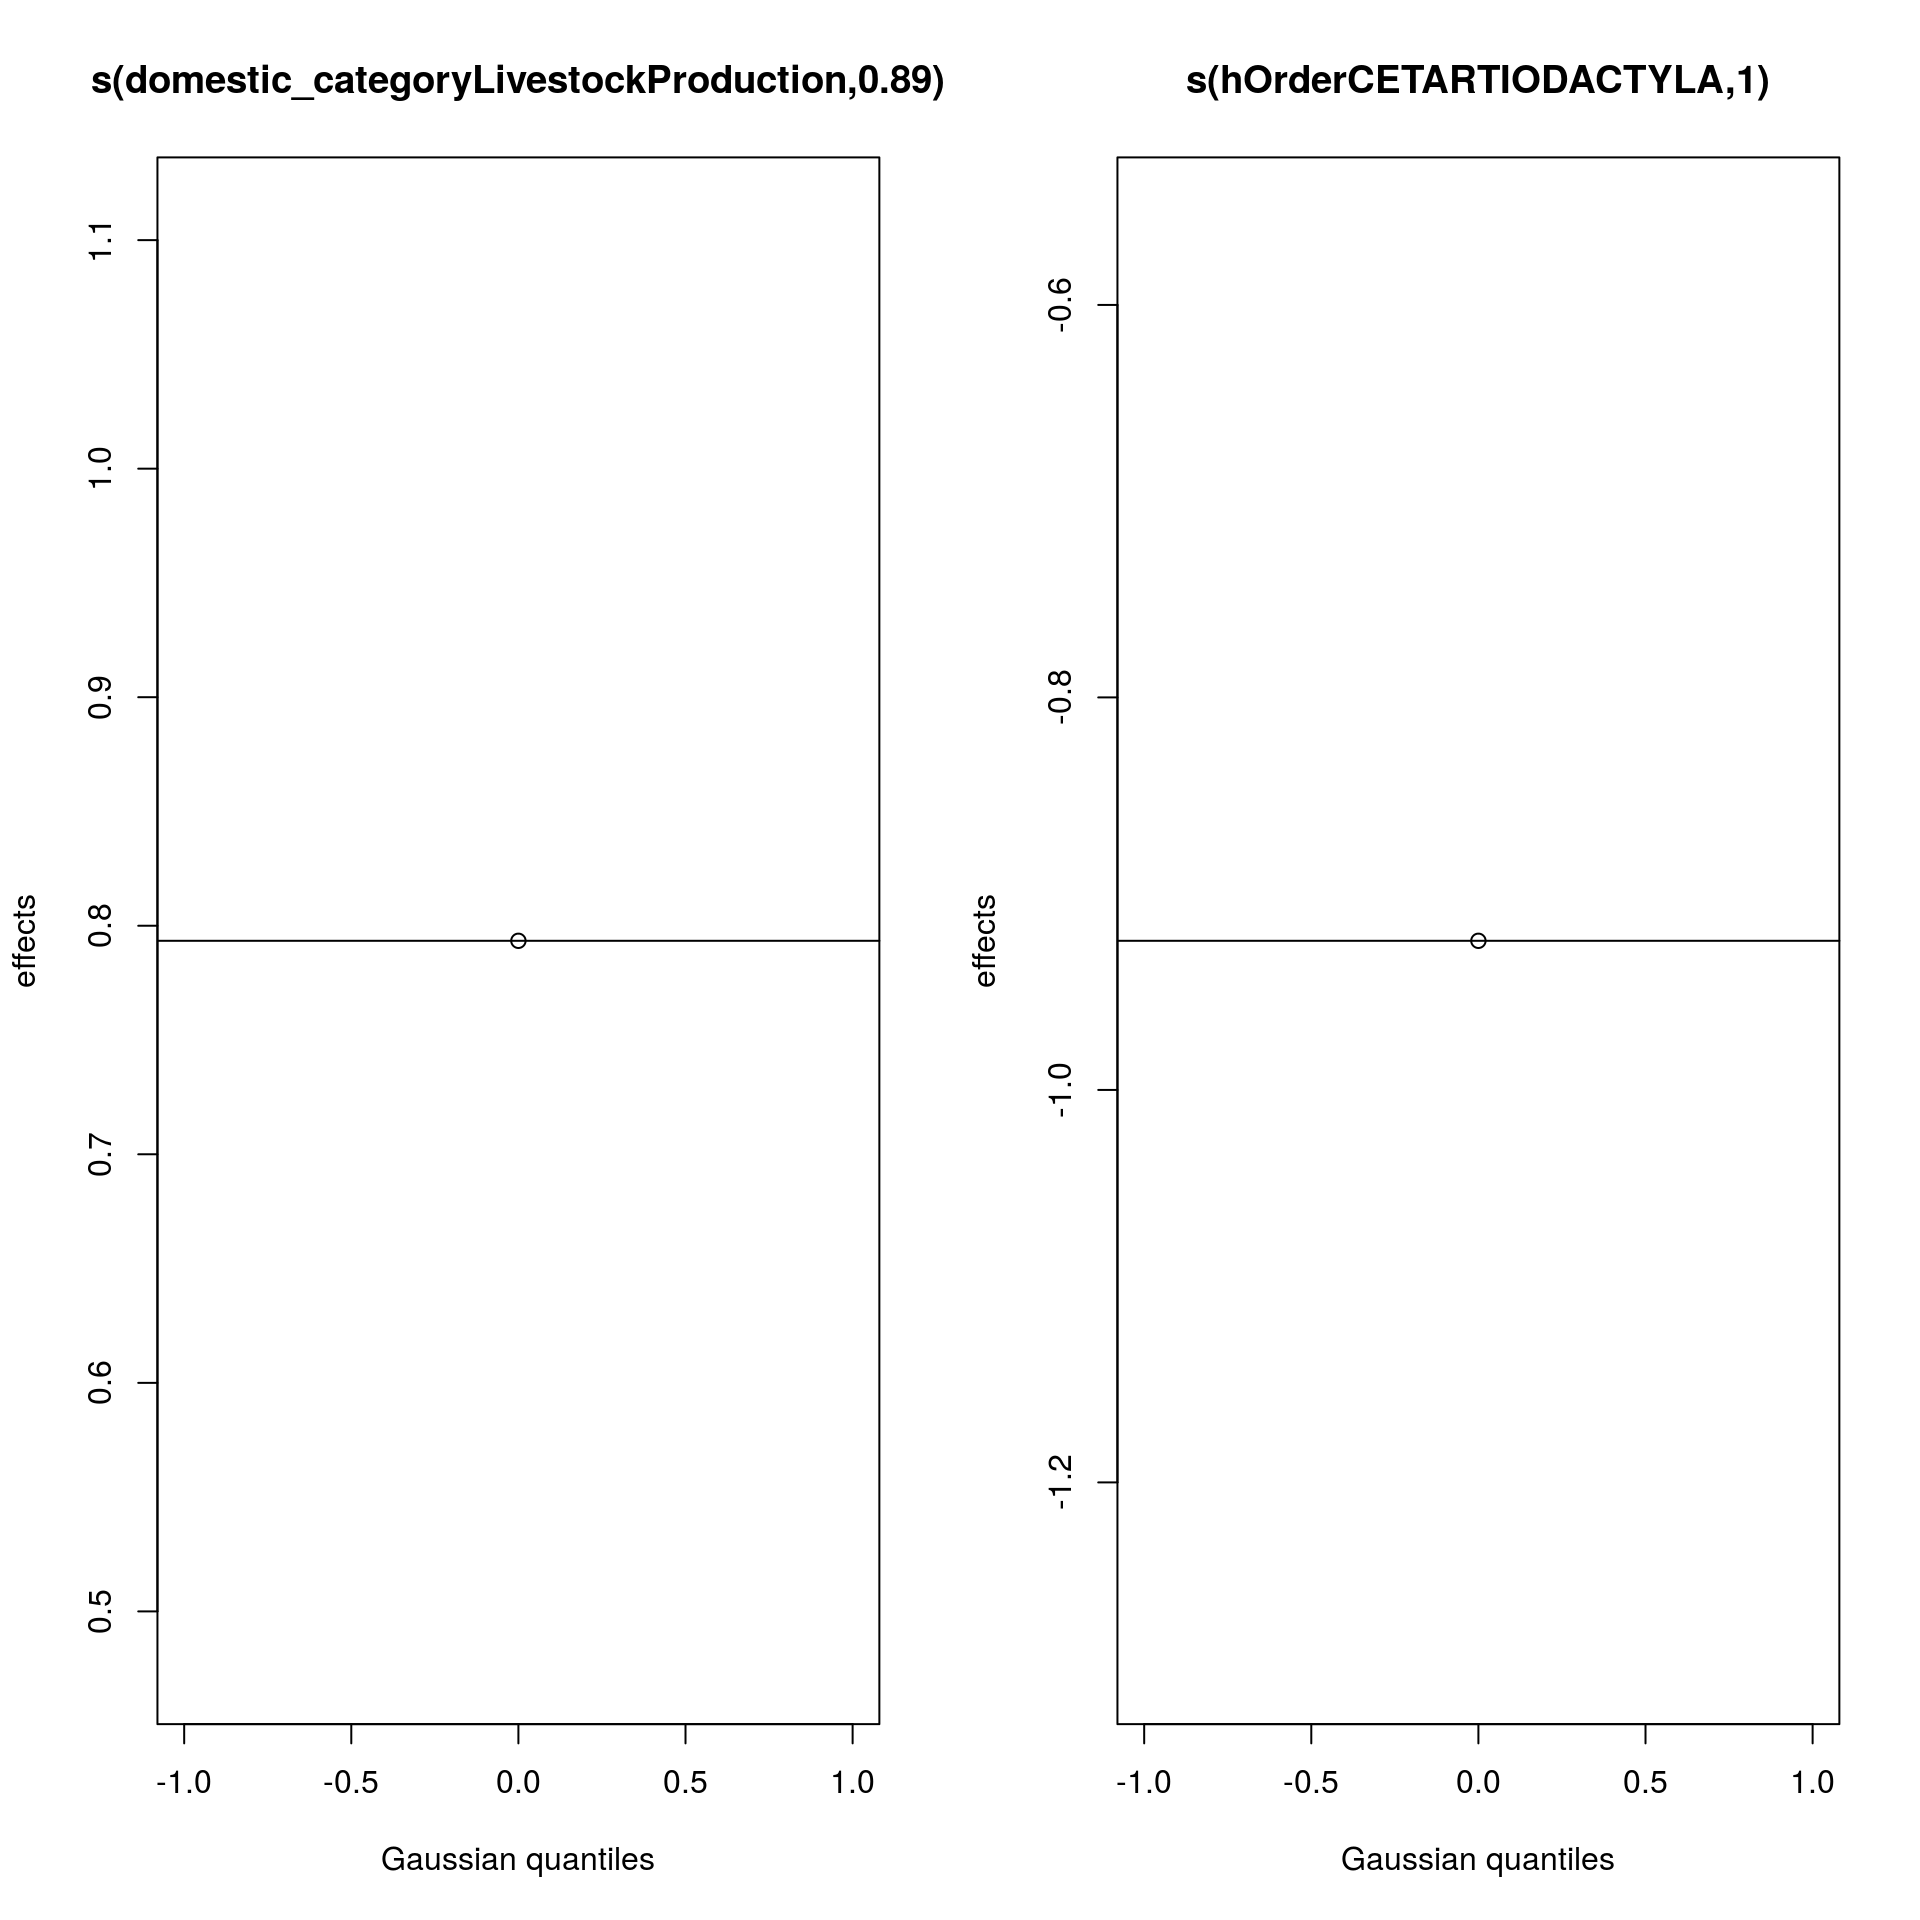 s(domestic_categoryLivestockProduction,0.89)
effects
1.1
1.0
0.9
0.8
0.7
0.6
0.5
-1.0 -0.5 0.0 0.5 1.0
Gaussian quantiles
s(hOrderCETARTIODACTYLA,1)
effects
-0.6
-0.8
-1.0
-1.2
-1.0 -0.5 0.0 0.5 1.0
Gaussian quantiles